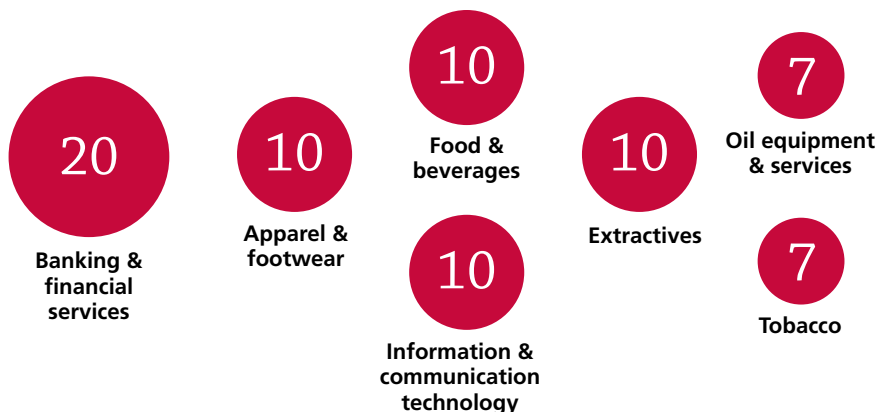 20
Banking &
financial
services
10
Apparel &
footwear
10
Food &
beverages
10
Information &
communication
technology
10
Extractives
7
Oil equipment
& services
7
Tobacco